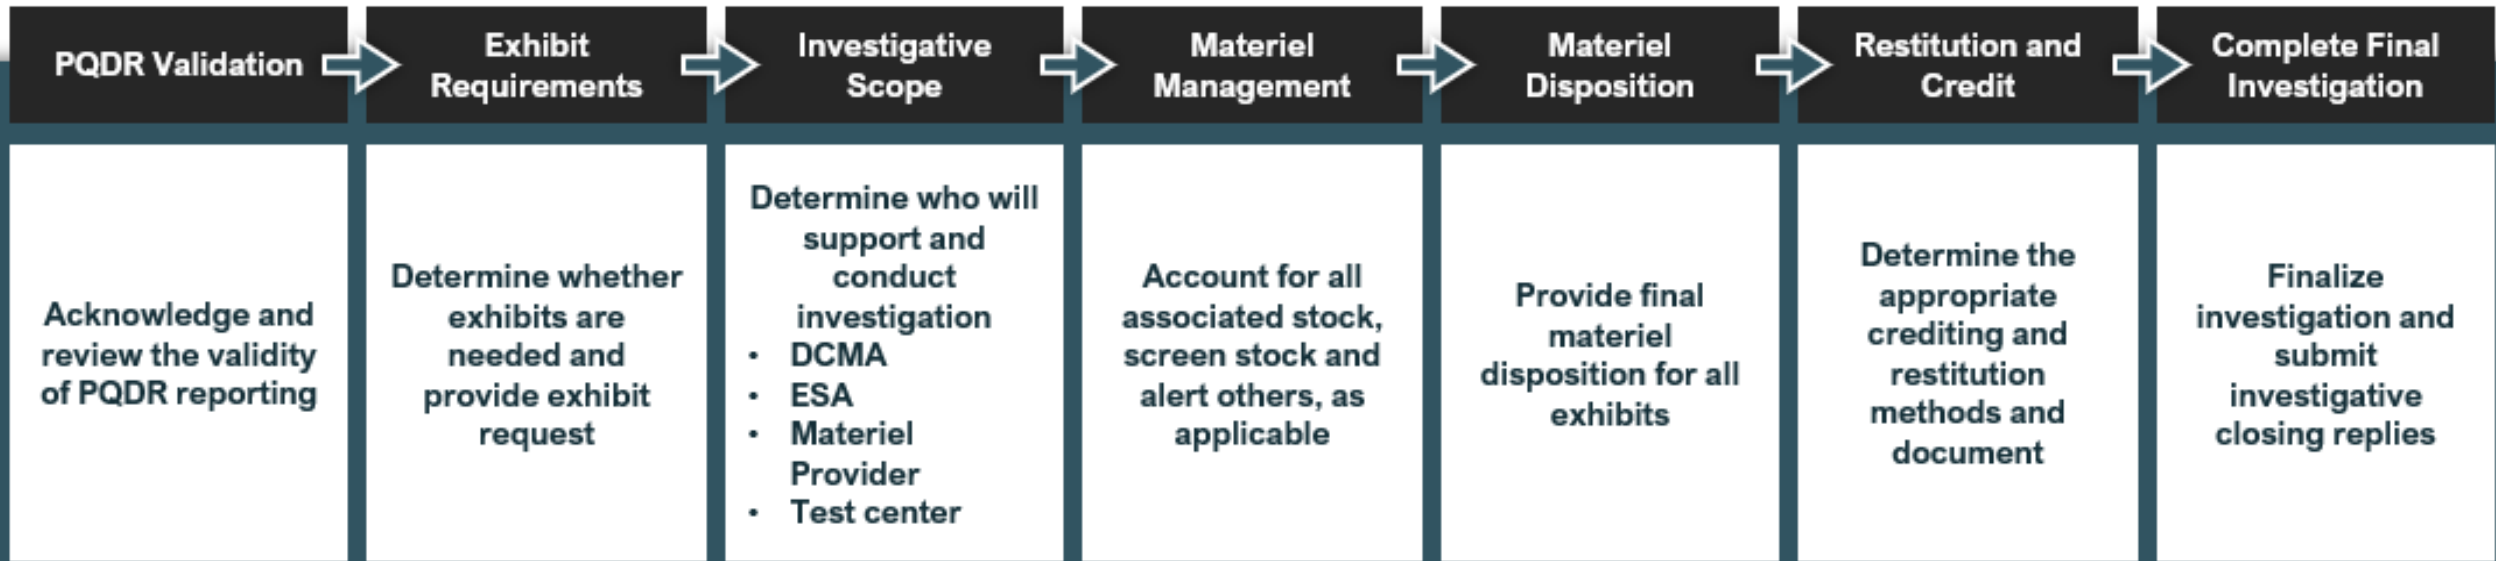 PQDR Validation
Exhibit
Requirements
Investigative
Scope
Materiel
Management
Materiel
Disposition
Restitution and
Credit
Complete Final
Investigation
Acknowledge and
review the validity
of PQDR reporting
Determine whether
exhibits are
needed and
provide exhibit
request
Determine who will
support and
conduct
investigation
• DCMA
• ESA
• Materiel
Provider
• Test center
Account for all
associated stock,
screen stock and
alert others, as
applicable
Provide final
materiel
disposition for all
exhibits
Determine the
appropriate
crediting and
restitution
methods and
document
Finalize
investigation and
submit
investigative
closing replies